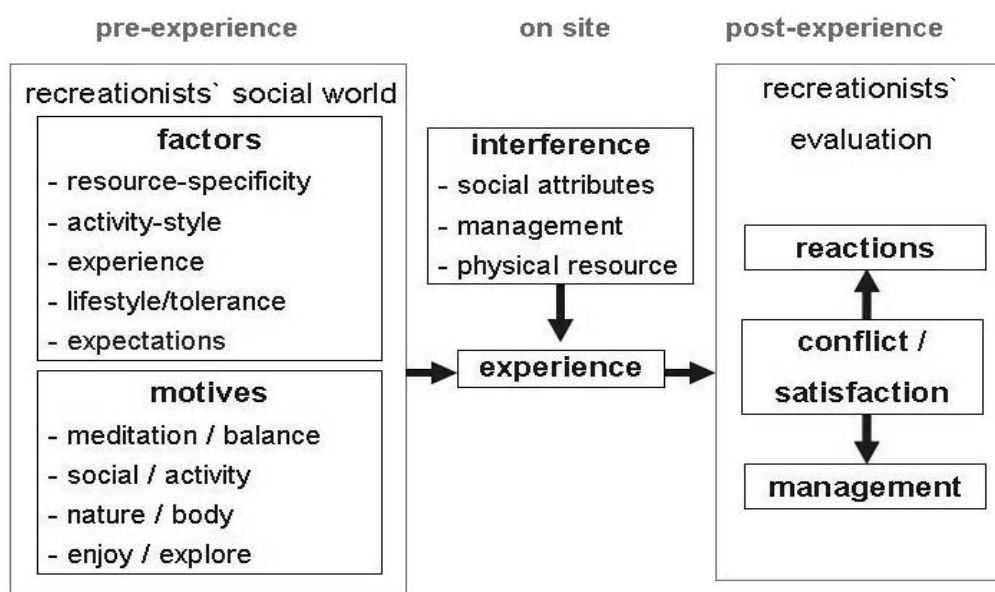 pre-experience
on site
post-experience
recreationists` social world
factors
- resource-specificity
- activity-style
- experience
- lifestyle/tolerance
- expectations
motives
- meditation / balance
- social / activity
- nature / body
- enjoy / explore
interference
- social attributes
- management
- physical resource
experience
recreationists`
evaluation
reactions
conflict /
satisfaction
management